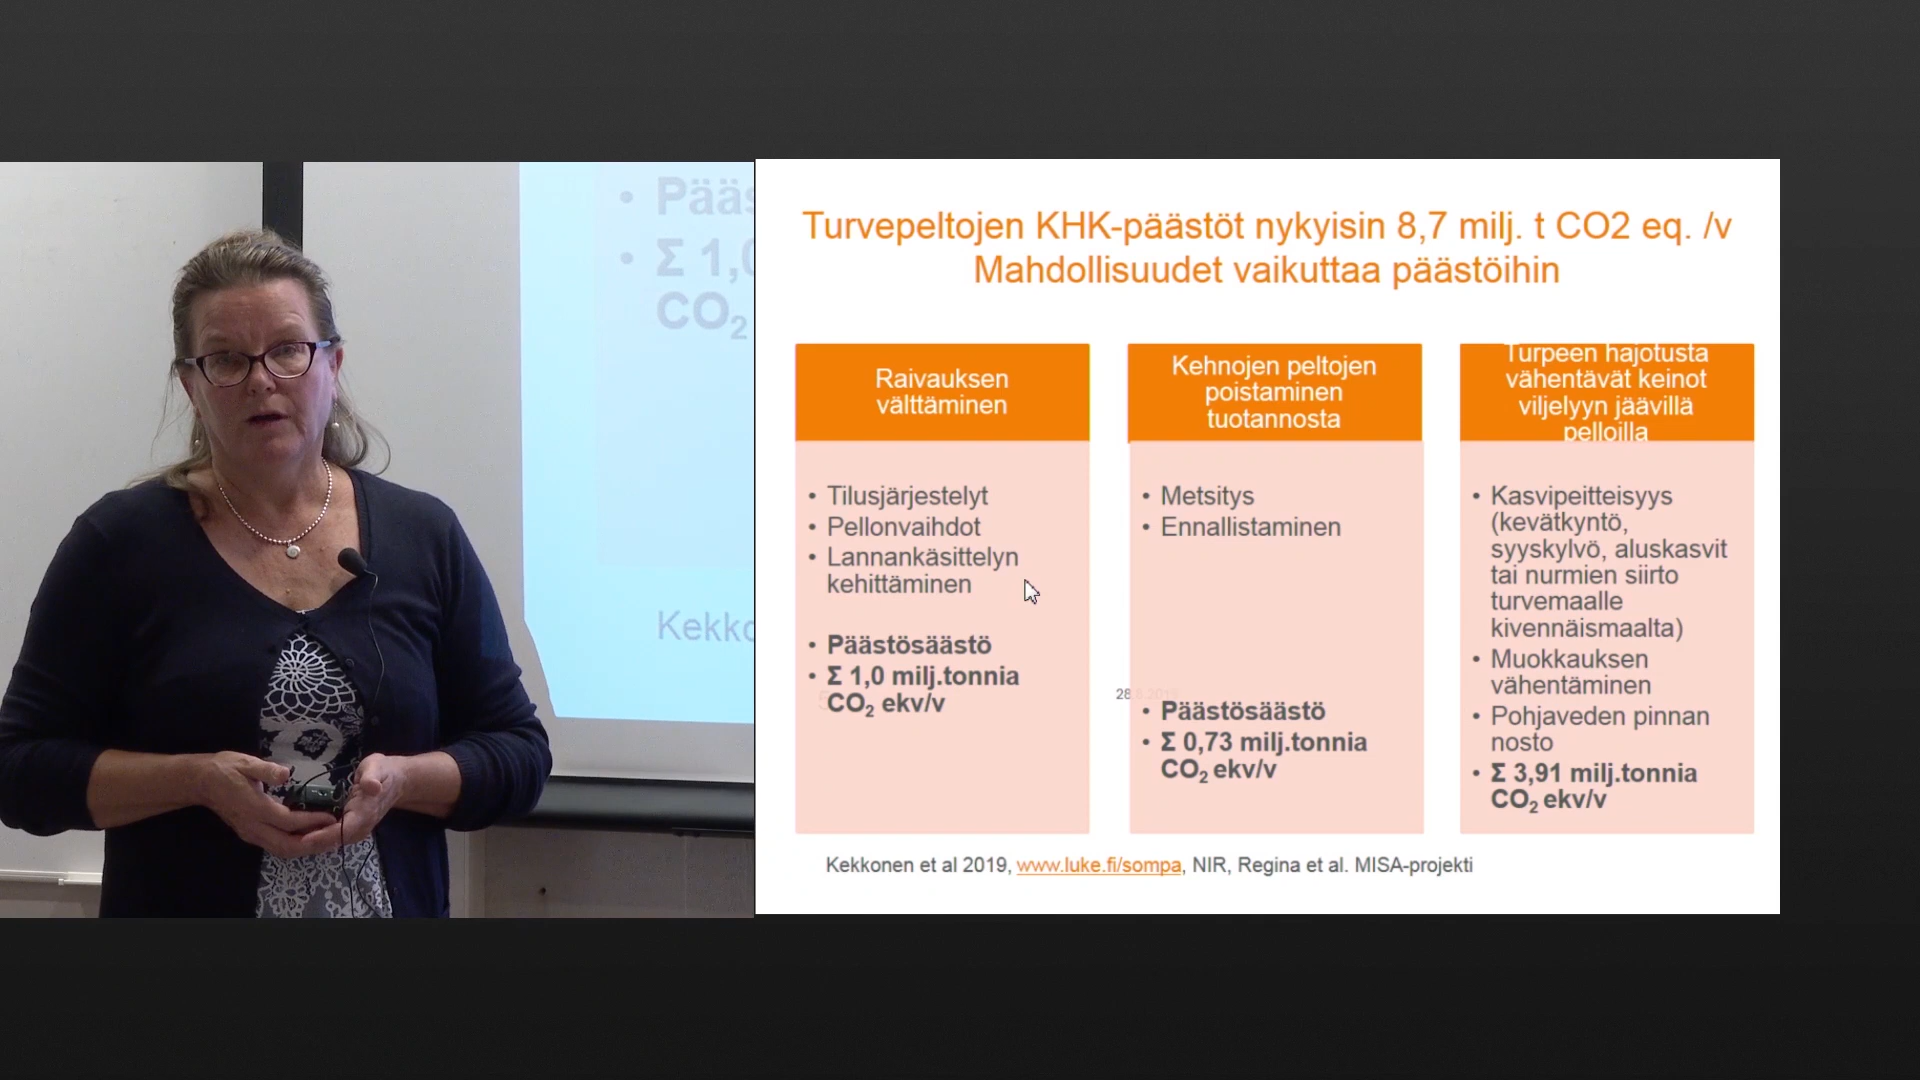 Pääs
Σ 1,0
CO₂
Kekko
Turvepeltojen KHK-päästöt nykyisin 8,7 milj. t CO2 eq. /v
Mahdollisuudet vaikuttaa päästöihin
Raivauksen
välttäminen
• Tilusjärjestelyt
• Pellonvaihdot
• Lannankäsittelyn
kehittäminen
• Päästösäästö
• Σ 1,0 milj.tonnia
CO₂ ekv/v
Kehnojen peltojen
poistaminen
tuotannosta
• Metsitys
• Ennallistaminen
28.8.2019
• Päästösäästö
• Σ 0,73 milj.tonnia
CO₂ ekv/v
Turpeen hajotusta
vähentävät keinot
viljelyyn jäävillä
pelloilla
• Kasvipeitteisyys
(kevätkyntö,
syyskylvö, aluskasvit
tai nurmien siirto
turvemaalle
kivennäismaalta)
• Muokkauksen
vähentäminen
• Pohjaveden pinnan
nosto
• Σ 3,91 milj.tonnia
CO₂ ekv/v
Kekkonen et al 2019, www.luke.fi/sompa, NIR, Regina et al. MISA-projekti